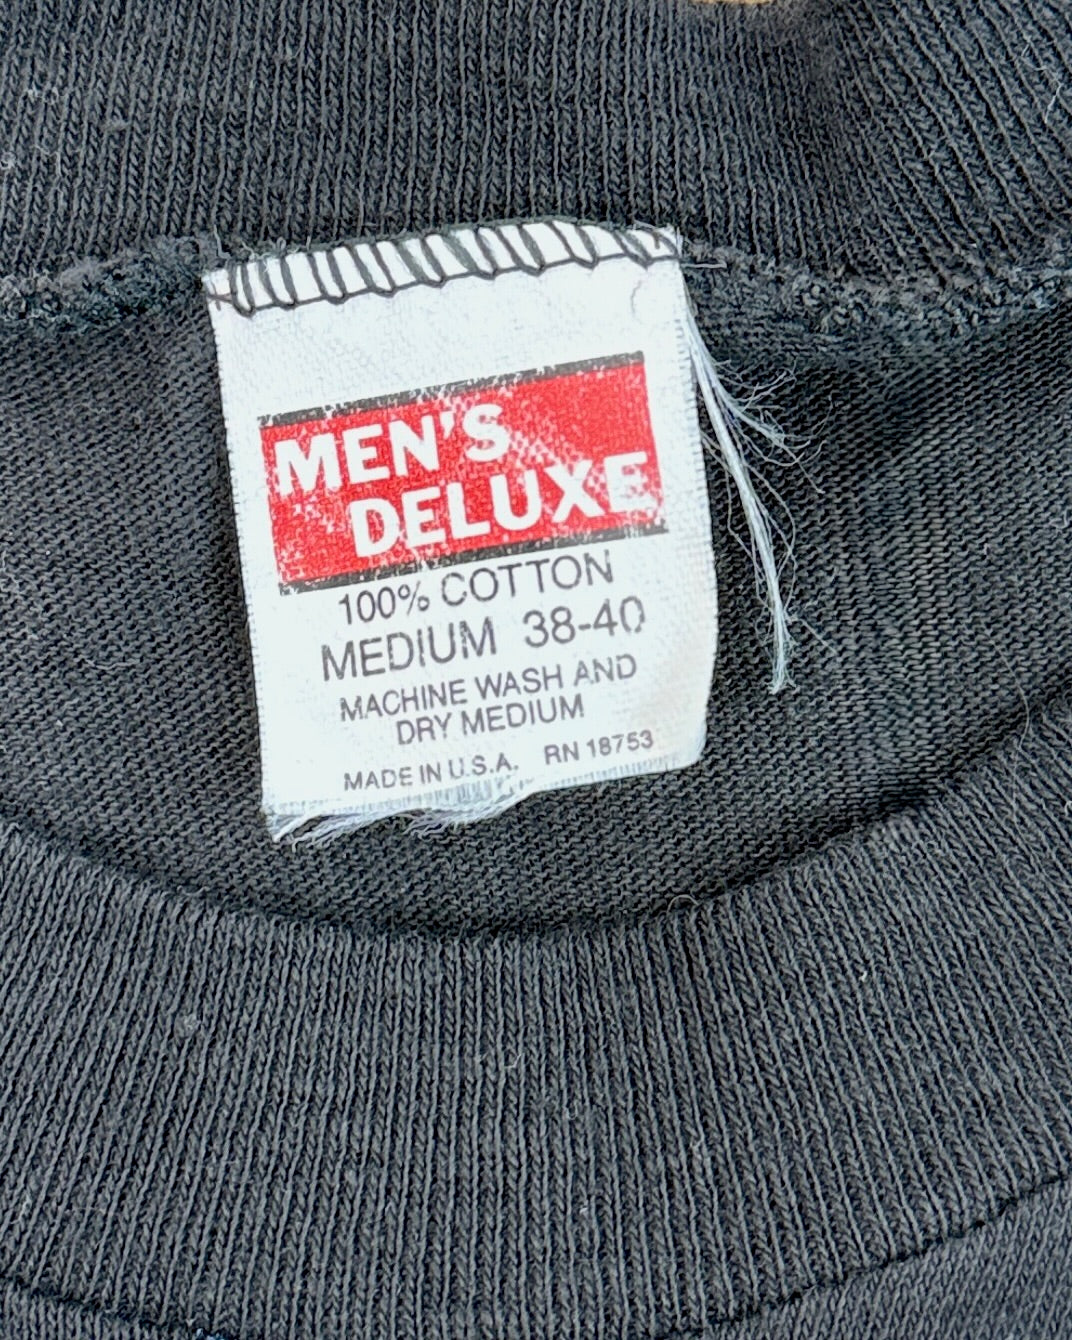 MEN'S
DELUXE
100% COTTON
MEDIUM 38-40
MACHINE WASH AND
DRY MEDIUM
MADE IN U.S.A. RN 18753